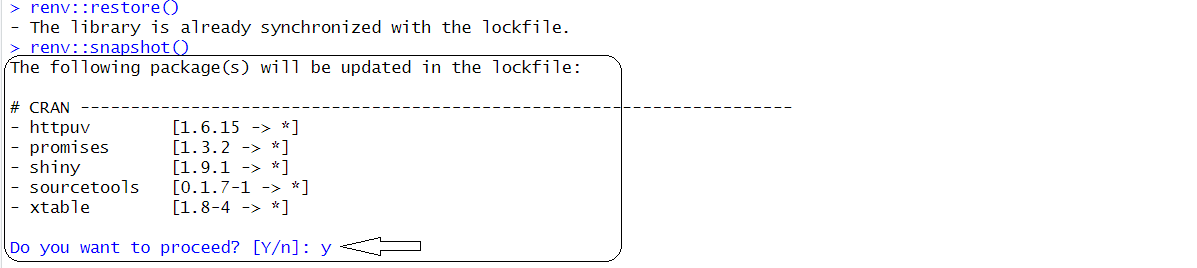 > renv::restore()
- The library is already synchronized with the lockfile.
> renv::snapshot()
The following package(s) will be updated in the lockfile:
# CRAN -----------------------------------------------------------------------
- httpuv        [1.6.15 -> *]
- promises      [1.3.2 -> *]
- shiny         [1.9.1 -> *]
- sourcetools   [0.1.7-1 -> *]
- xtable        [1.8-4 -> *]
Do you want to proceed? [Y/n]: y